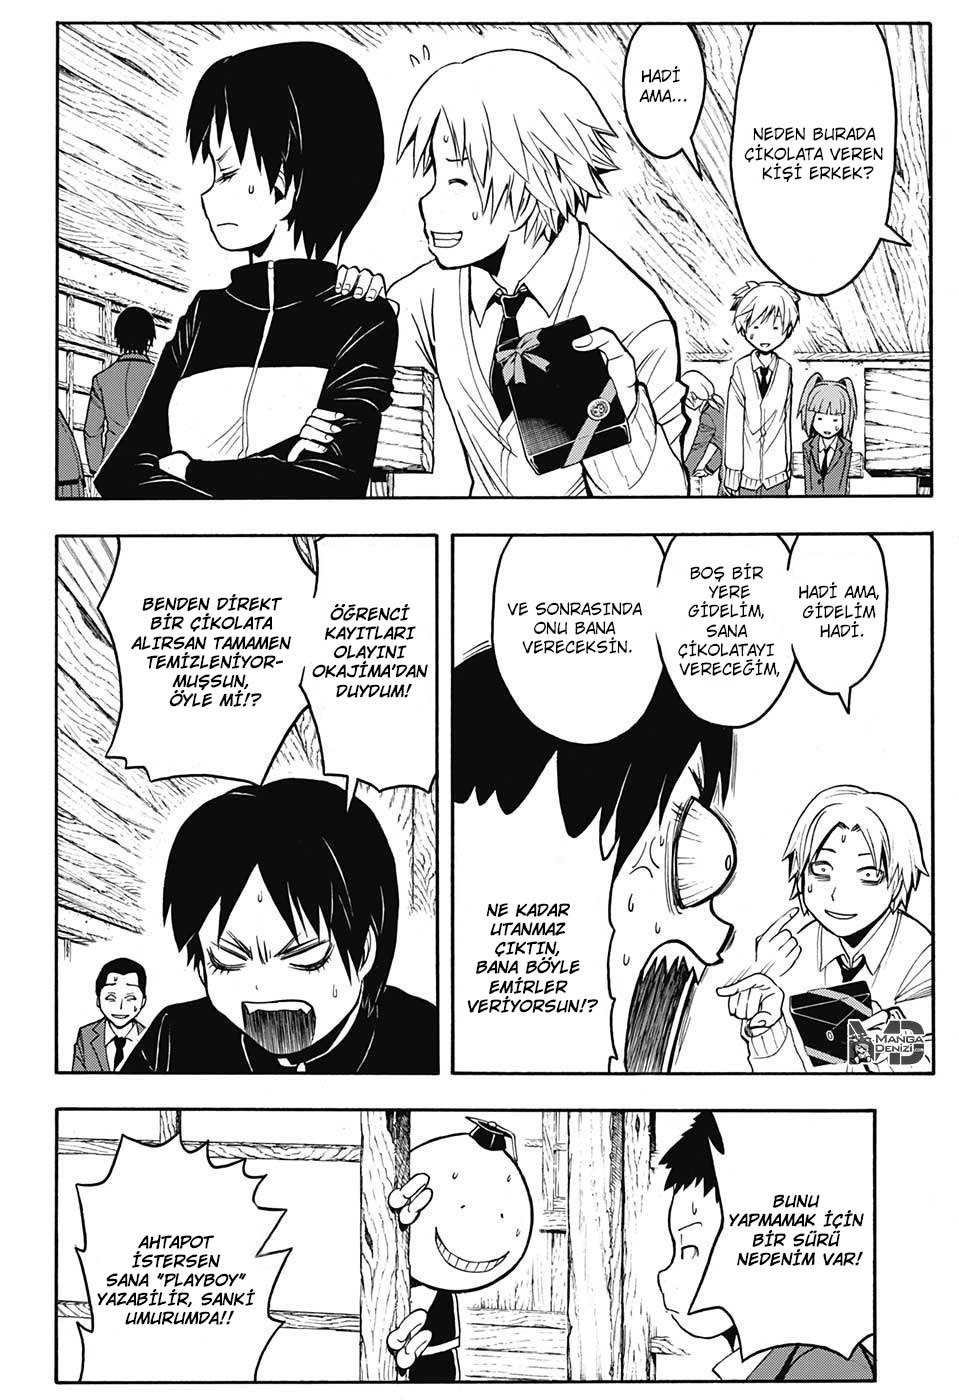 HADİ
AMA...
NEDEN BURADA
ÇİKOLATA VEREN
KİŞİ ERKEK?
HADİ AMA,
GİDELİM
HADİ.
BOŞ BİR
YERE
GİDELİM,
SANA
ÇİKOLATAYI
VERECEĞİM,
VE SONRASINDA
ONU BANA
VERECEKSİN.
NE KADAR
UTANMAZ
ÇIKTIN,
BANA BÖYLE
EMİRLER
VERİYORSUN!?
ÖĞRENCİ
KAYITLARI
OLAYINI
OKAJİMA'DAN
DUYDUM!
BENDEN DİREKT
BİR ÇİKOLATA
ALIRSAN TAMAMEN
TEMİZLENİYOR-
MUŞSUN,
ÖYLE Mİ!?
MANGA
DENİZİ.com
BUNU
YAPMAMAK İÇİN
BİR SÜRÜ
NEDENİM VAR!
AHTAPOT
İSTERSEN
SANA "PLAYBOY"
YAZABİLİR, SANKİ
UMURUMDA!!